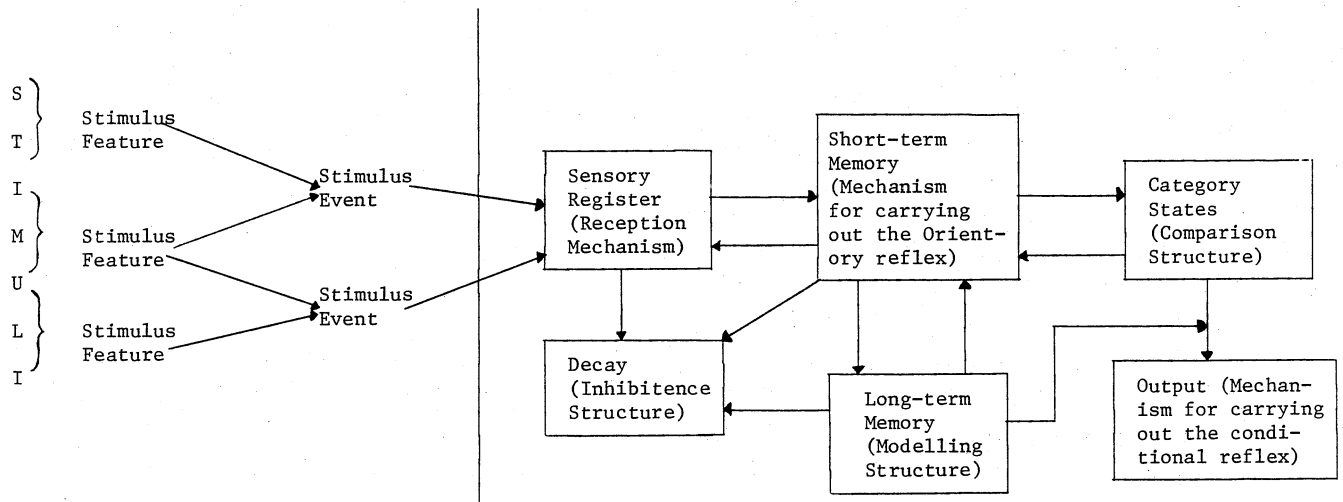 S
T
I
M
U
L
I
Stimulus
Feature
Stimulus
Feature
Stimulus
Feature
Stimulus
Event
Stimulus
Event
Sensory
Register
(Reception
Mechanism)
Short-term
Memory
(Mechanism
for carrying
out the Orient-
ory reflex)
Category
States
(Comparison
Structure)
Decay
(Inhibitence
Structure)
Long-term
Memory
(Modelling
Structure)
Output (Mechan-
ism for carrying
out the condi-
tional reflex)